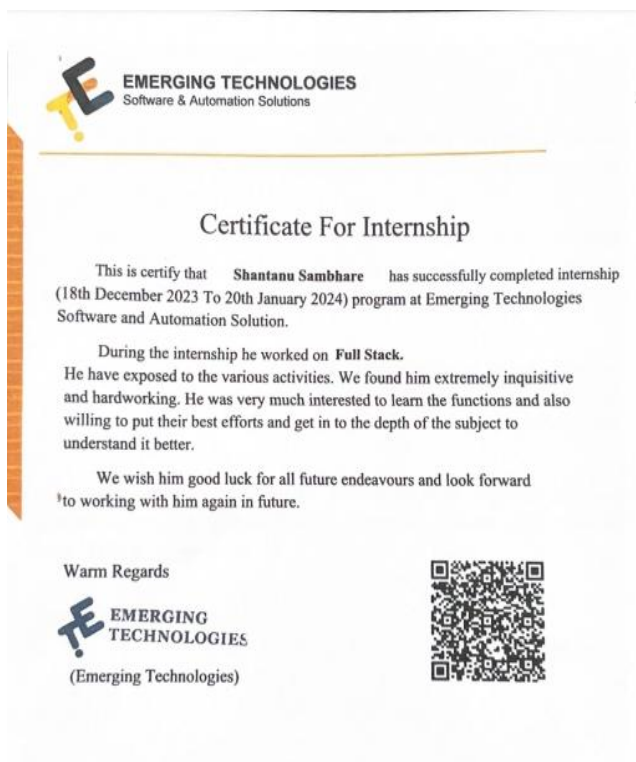 EMERGING TECHNOLOGIES
Software & Automation Solutions
Certificate For Internship
This is certify that Shantanu Sambhare has successfully completed internship
(18th December 2023 To 20th January 2024) program at Emerging Technologies
Software and Automation Solution.
During the internship he worked on Full Stack.
He have exposed to the various activities. We found him extremely inquisitive
and hardworking. He was very much interested to learn the functions and also
willing to put their best efforts and get in to the depth of the subject to
understand it better.
We wish him good luck for all future endeavours and look forward
to working with him again in future.
Warm Regards
EMERGING
TECHNOLOGIES
(Emerging Technologies)